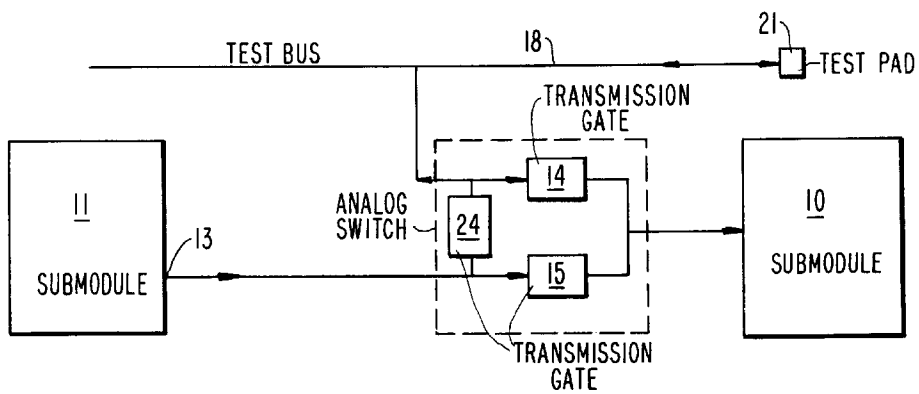 TEST BUS
18
21
TEST PAD
TRANSMISSION
GATE
11
SUBMODULE
13
ANALOG
SWITCH
14
24
15
10
SUBMODULE
TRANSMISSION
GATE